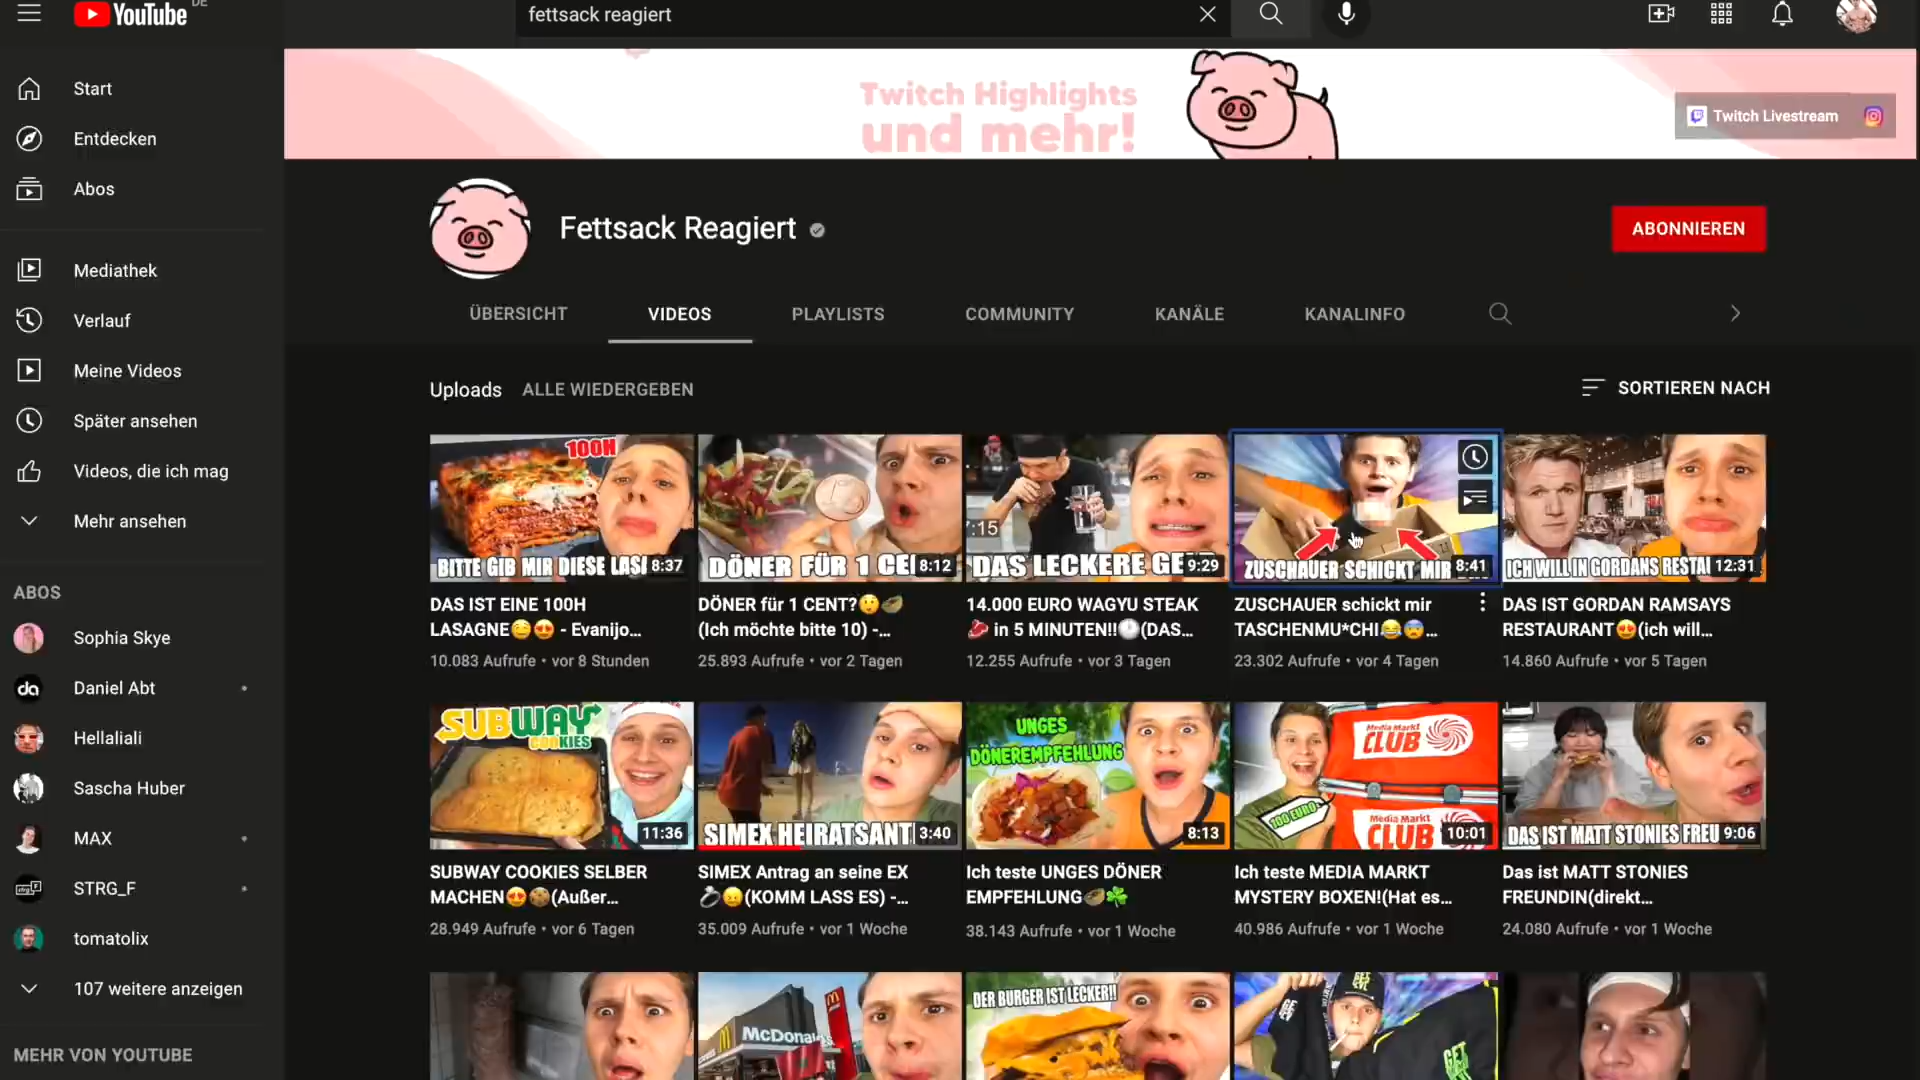 YouTube DE
fettsack reagiert
Start
Entdecken
Abos
Mediathek
Verlauf
Meine Videos
Später ansehen
Videos, die ich mag
Mehr ansehen
ABOS
Sophia Skye
Daniel Abt
Hellaliali
Sascha Huber
MAX
STRG_F
tomatolix
107 weitere anzeigen
MEHR VON YOUTUBE
Twitch Highlights
und mehr!
Twitch Livestream
Fettsack Reagiert
ABONNIEREN
ÜBERSICHT VIDEOS PLAYLISTS COMMUNITY KANÄLE KANALINFO
Uploads ALLE WIEDERGEBEN
SORTIEREN NACH
100H
BITTE GIB MIR DIESE LAS 8:37
DAS IST EINE 100H
LASAGNE🤤😍 - Evanijo...
10.083 Aufrufe • vor 8 Stunden
DÖNER FÜR 1 CE 8:12
DÖNER für 1 CENT?😲🥙
(Ich möchte bitte 10) -...
25.893 Aufrufe • vor 2 Tagen
:15
DAS LECKERE GE 9:29
14.000 EURO WAGYU STEAK
🥩 in 5 MINUTEN!!🕐(DAS...
12.255 Aufrufe • vor 3 Tagen
ZUSCHAUER SCHICKT MIR 8:41
ZUSCHAUER schickt mir
TASCHENMU*CHI😂😨...
23.302 Aufrufe • vor 4 Tagen
ICH WILL IN GORDANS RESTA 12:31
DAS IST GORDAN RAMSAYS
RESTAURANT😍(ich will...
14.860 Aufrufe • vor 5 Tagen
SUBWAY
COOKIES
11:36
SUBWAY COOKIES SELBER
MACHEN😍🍪(Außer...
28.949 Aufrufe • vor 6 Tagen
SIMEX HEIRATSANT 3:40
SIMEX Antrag an seine EX
💍😠(KOMM LASS ES) -...
35.009 Aufrufe • vor 1 Woche
UNGES
DÖNEREMPFEHLUNG
8:13
Ich teste UNGES DÖNER
EMPFEHLUNG🥙☘️
38.143 Aufrufe • vor 1 Woche
Media Markt
CLUB
100 EURO
Media Markt
CLUB 10:01
Ich teste MEDIA MARKT
MYSTERY BOXEN!(Hat es...
40.986 Aufrufe • vor 1 Woche
DAS IST MATT STONIES FREU 9:06
Das ist MATT STONIES
FREUNDIN(direkt...
24.080 Aufrufe • vor 1 Woche
McDonal
DER BURGER IST LECKER!!
GET